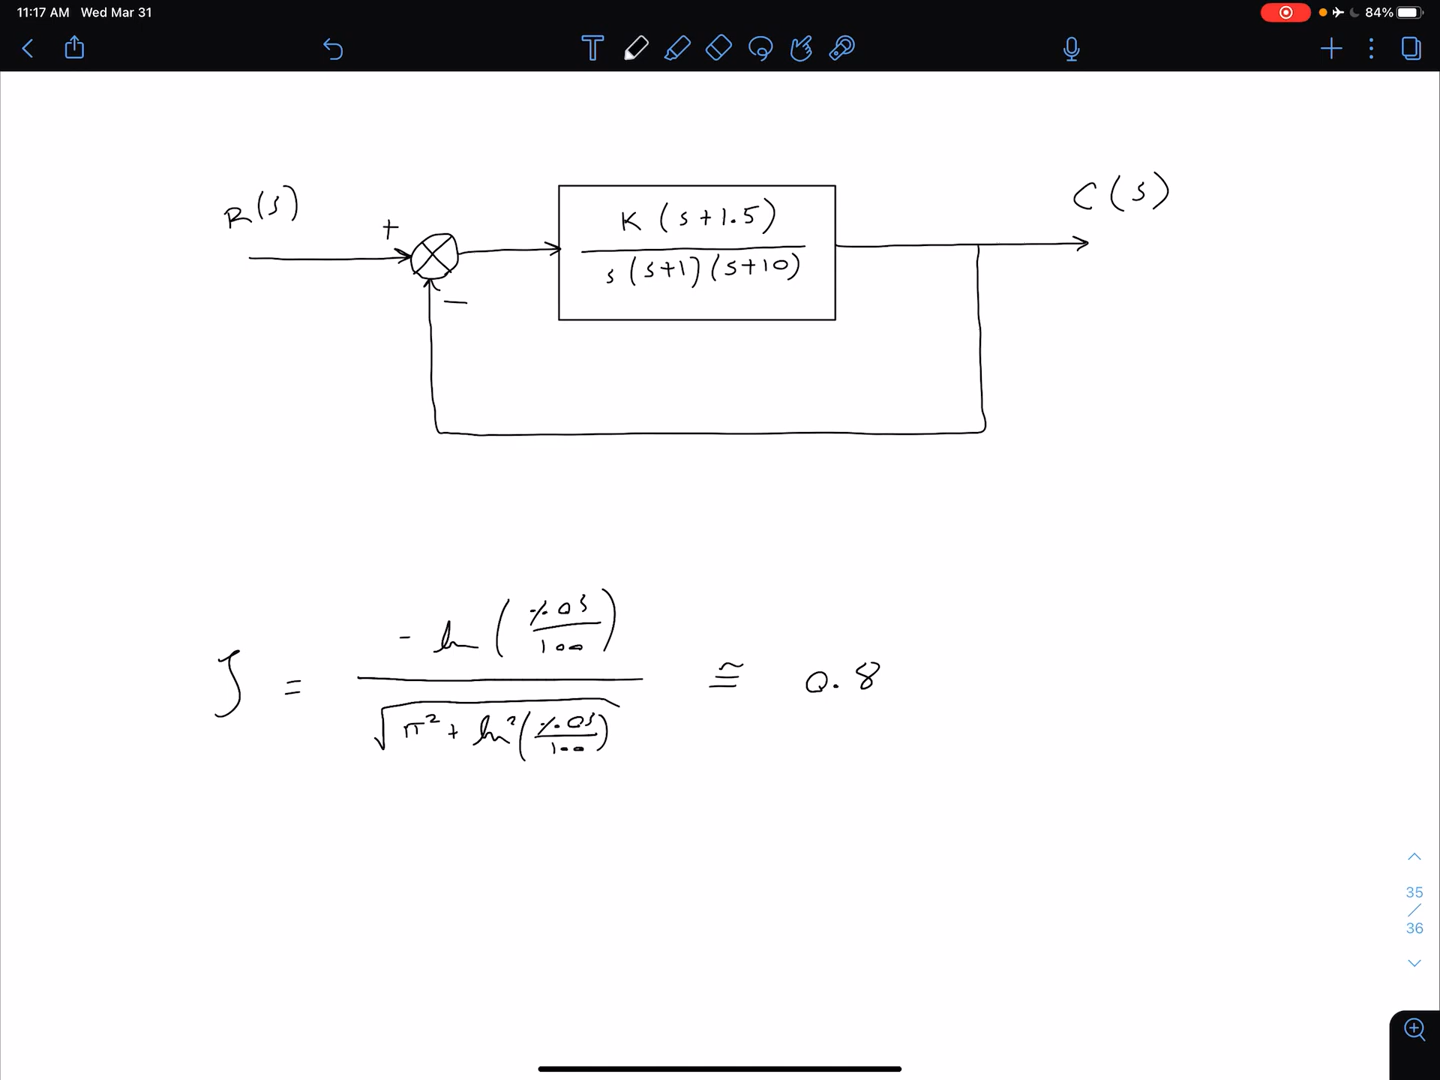 11:17 AM Wed Mar 31
84%
T
R(s)
+
−
K (s+1.5)
s (s+1) (s+10)
C (s)
ζ = - ln ( %OS / 100 ) / √ π² + ln² ( %OS / 100 ) ≅ 0.8
35
/
36